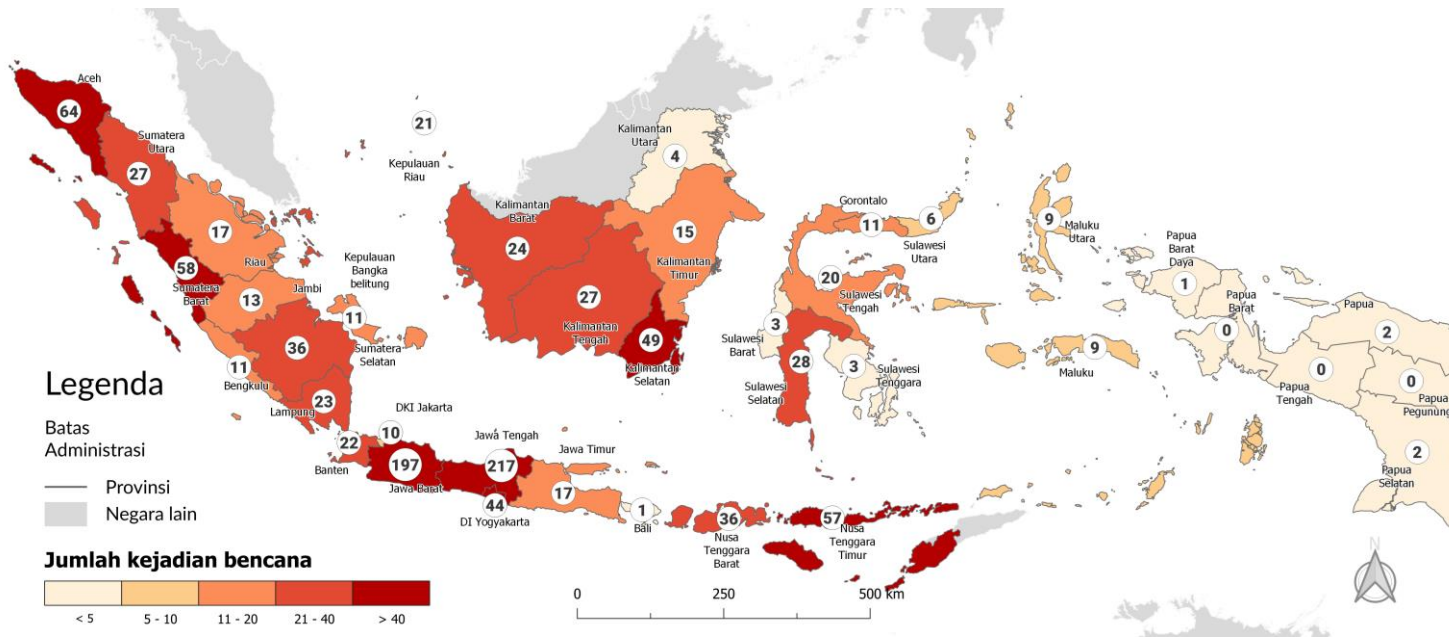 Aceh
64
Sumatera
Utara
27
21
Kepulauan
Riau
17
Riau
58
Sumatera
Barat
13
Jambi
Kepulauan
Bangka
belitung
11
36
Sumatera
Selatan
11
Bengkulu
23
Lampung
Kalimantan
Utara
4
Kalimantan
Barat
24
15
Kalimantan
Timur
27
Kalimantan
Tengah
49
Kalimantan
Selatan
Gorontalo
11
6
Sulawesi
Utara
20
Sulawesi
Tengah
3
Sulawesi
Barat
28
Sulawesi
Selatan
3
Sulawesi
Tenggara
9
Maluku
Utara
9
Maluku
Papua
Barat
Daya
1
Papua
Barat
0
Papua
2
0
Papua
Tengah
0
Papua
Pegunung
2
Papua
Selatan
22
Banten
DKI Jakarta
10
197
Jawa Barat
Jawa Tengah
217
44
DI Yogyakarta
Jawa Timur
17
1
Bali
36
Nusa
Tenggara
Barat
57
Nusa
Tenggara
Timur
Legenda
Batas
Administrasi
Provinsi
Negara lain
Jumlah kejadian bencana
< 5 5 - 10 11 - 20 21 - 40 > 40
0 250 500 km
N